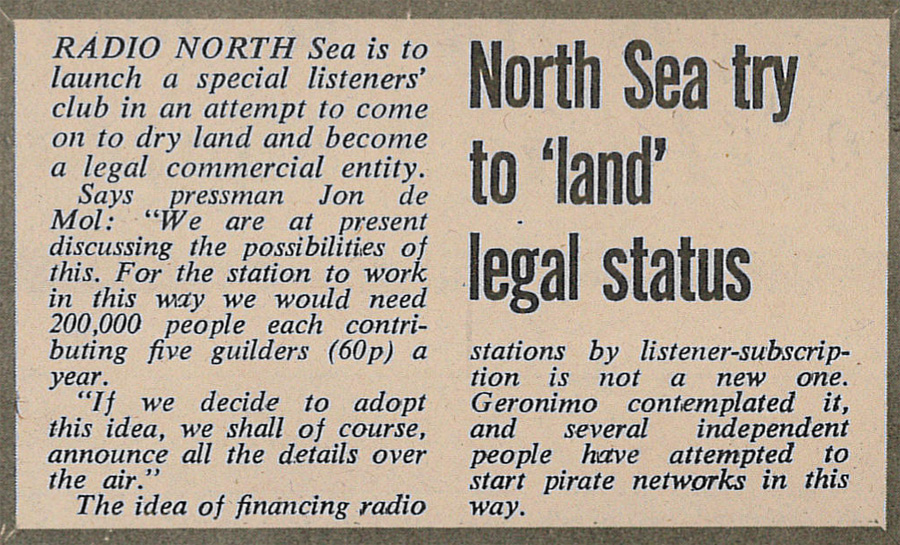 North Sea try
to ‘land’
legal status
RADIO NORTH Sea is to
launch a special listeners’
club in an attempt to come
on to dry land and become
a legal commercial entity.
Says pressman Jon de
Mol: “We are at present
discussing the possibilities of
this. For the station to work
in this way we would need
200,000 people each contri-
buting five guilders (60p) a
year.
“If we decide to adopt
this idea, we shall of course,
announce all the details over
the air.”
The idea of financing radio
stations by listener-subscrip-
tion is not a new one.
Geronimo contemplated it,
and several independent
people have attempted to
start pirate networks in this
way.